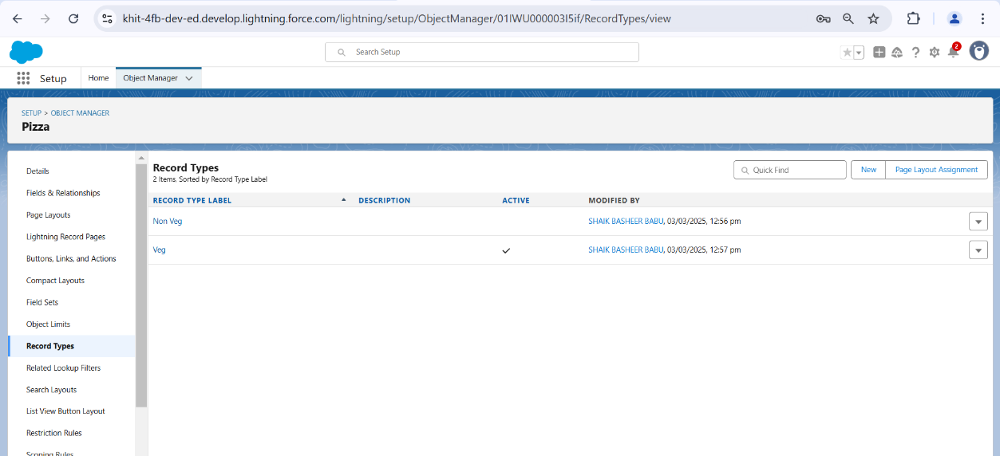 khit-4fb-dev-ed.develop.lightning.force.com/lightning/setup/ObjectManager/01IWU000003I5if/RecordTypes/view
Search Setup
2
Setup
Home
Object Manager
SETUP > OBJECT MANAGER
Pizza
Details
Fields & Relationships
Page Layouts
Lightning Record Pages
Buttons, Links, and Actions
Compact Layouts
Field Sets
Object Limits
Record Types
Related Lookup Filters
Search Layouts
List View Button Layout
Restriction Rules
Scoping Rules
Record Types
2 Items, Sorted by Record Type Label
Quick Find
New
Page Layout Assignment
RECORD TYPE LABEL DESCRIPTION ACTIVE MODIFIED BY
Non Veg SHAIK BASHEER BABU, 03/03/2025, 12:56 pm
Veg SHAIK BASHEER BABU, 03/03/2025, 12:57 pm